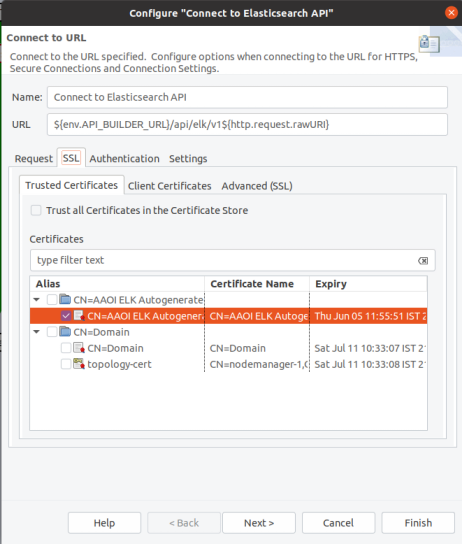 Configure "Connect to Elasticsearch API"
Connect to URL
Connect to the URL specified. Configure options when connecting to the URL for HTTPS,
Secure Connections and Connection Settings.
Name: Connect to Elasticsearch API
URL ${env.API_BUILDER_URL}/api/elk/v1${http.request.rawURI}
Request SSL Authentication Settings
Trusted Certificates Client Certificates Advanced (SSL)
Trust all Certificates in the Certificate Store
Certificates
type filter text
Alias Certificate Name Expiry
CN=AAOI ELK Autogenerate
CN=AAOI ELK Autogener CN=AAOI ELK Autoge Thu Jun 05 11:55:51 IST 2
CN=Domain
CN=Domain CN=Domain Sat Jul 11 10:33:07 IST 2
topology-cert CN=nodemanager-1, Sat Jul 11 10:33:08 IST 2
Help < Back Next > Cancel Finish